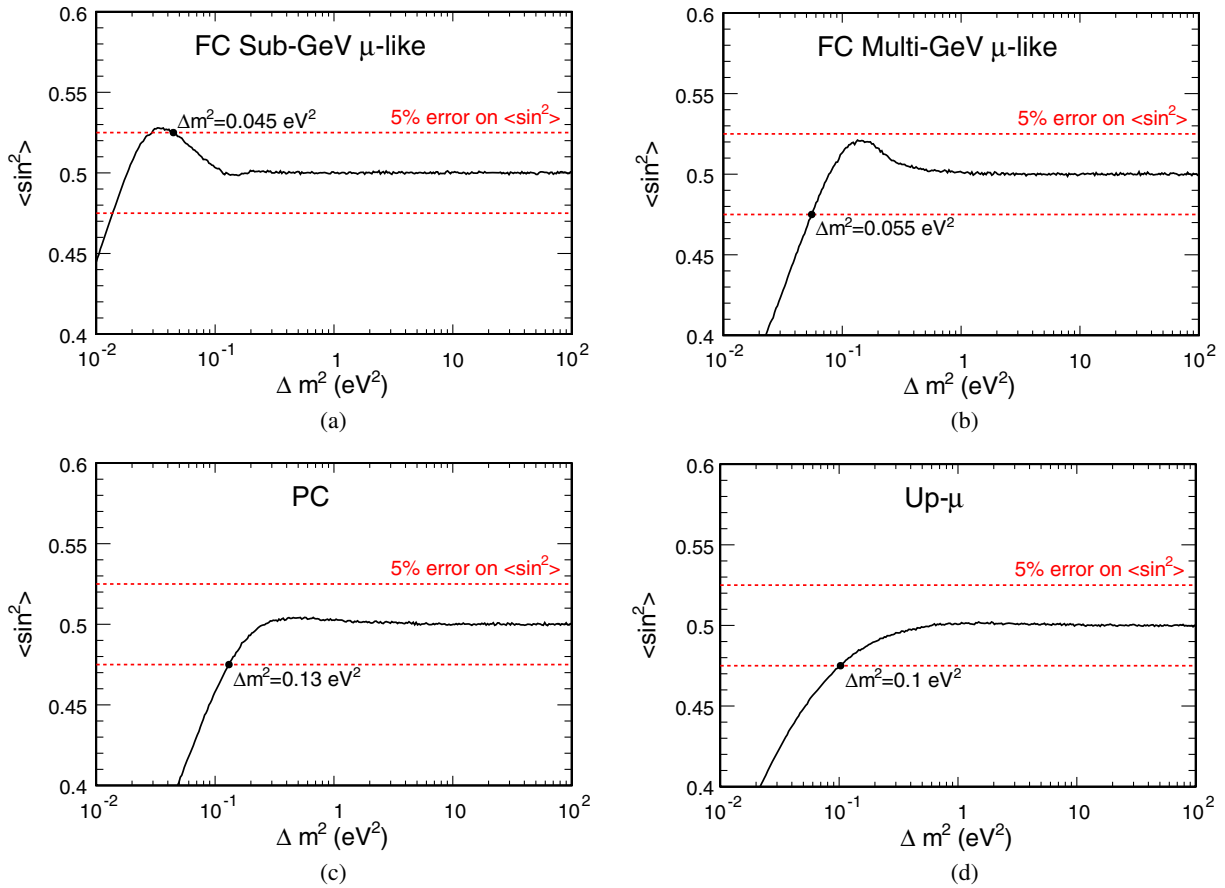 FC Sub-GeV μ-like
Δm²=0.045 eV²
5% error on <sin²>
<sin²>
0.6
0.55
0.5
0.45
0.4
10⁻² 10⁻¹ 1 10 10²
Δ m² (eV²)
(a)
FC Multi-GeV μ-like
5% error on <sin²>
Δm²=0.055 eV²
<sin²>
0.6
0.55
0.5
0.45
0.4
10⁻² 10⁻¹ 1 10 10²
Δ m² (eV²)
(b)
PC
5% error on <sin²>
Δm²=0.13 eV²
<sin²>
0.6
0.55
0.5
0.45
0.4
10⁻² 10⁻¹ 1 10 10²
Δ m² (eV²)
(c)
Up-μ
5% error on <sin²>
Δm²=0.1 eV²
<sin²>
0.6
0.55
0.5
0.45
0.4
10⁻² 10⁻¹ 1 10 10²
Δ m² (eV²)
(d)